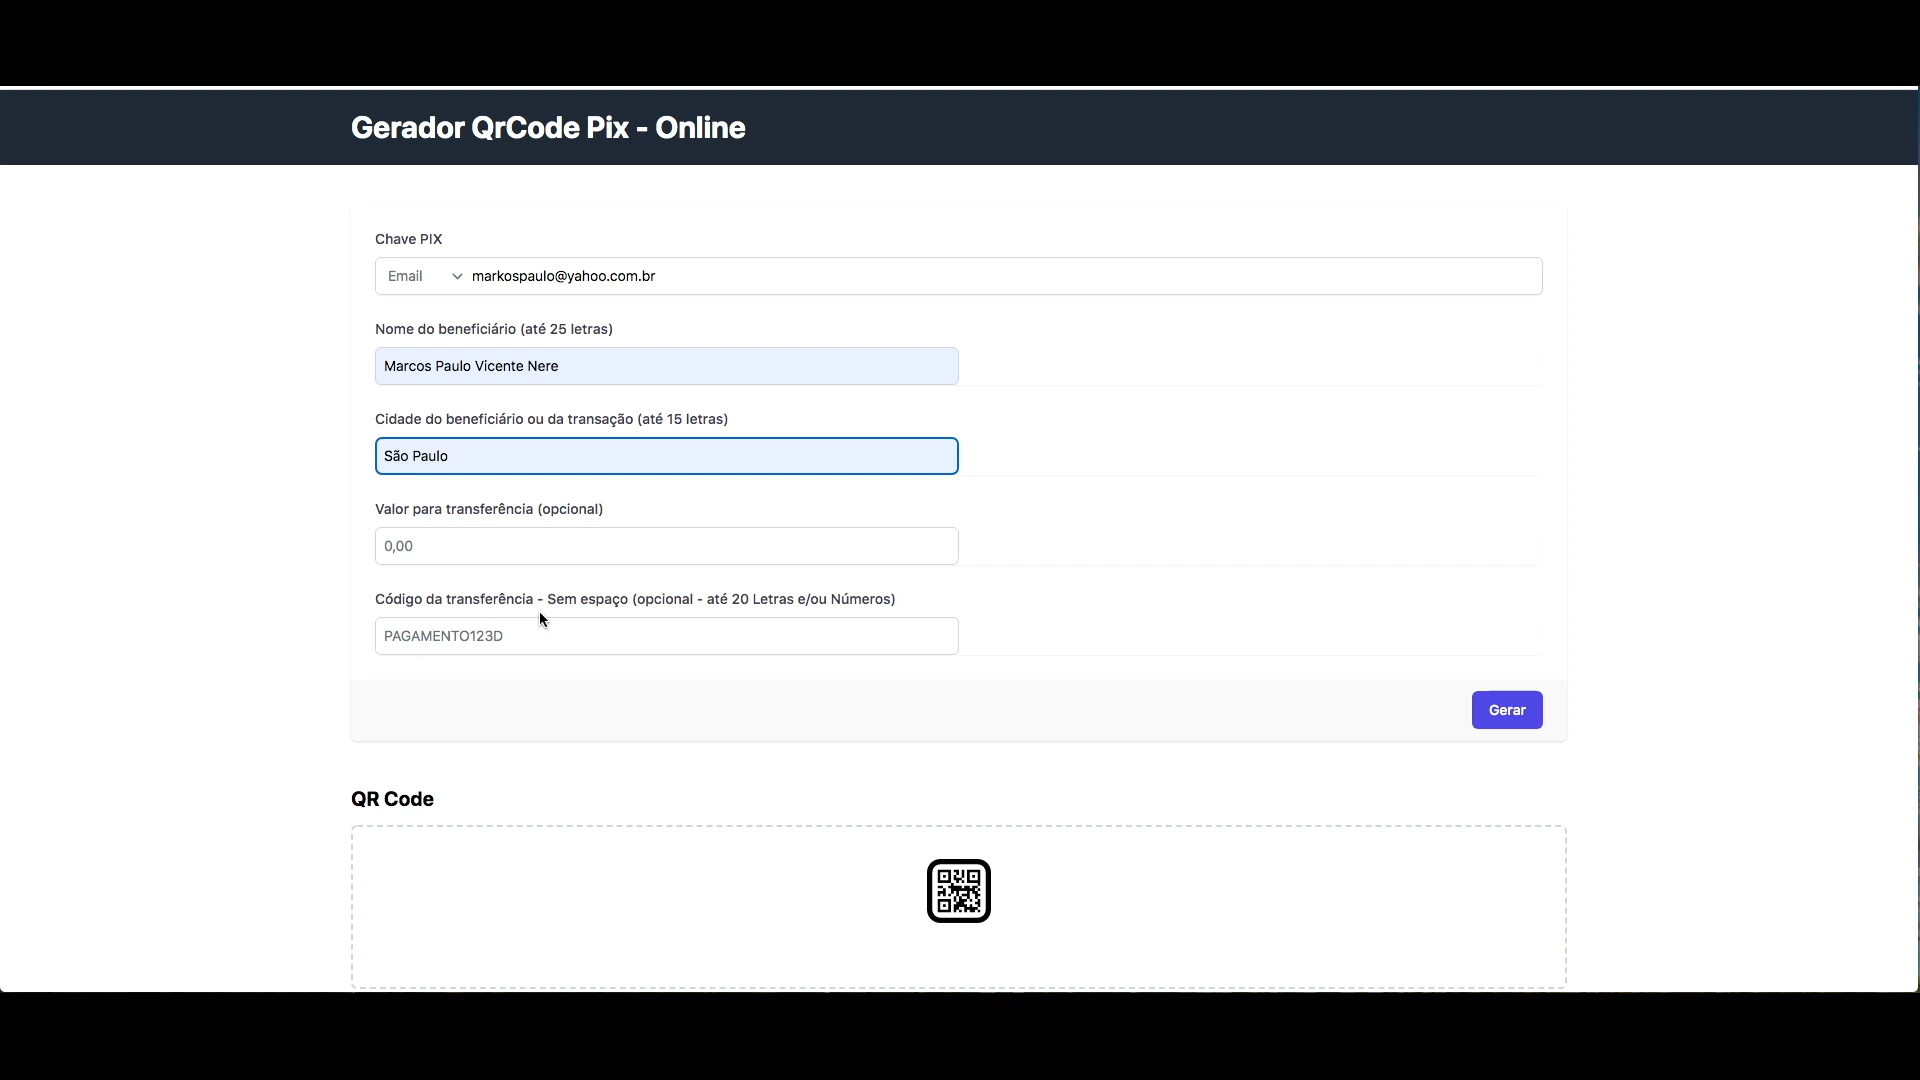 Gerador QrCode Pix - Online
Chave PIX
Email markospaulo@yahoo.com.br
Nome do beneficiário (até 25 letras)
Marcos Paulo Vicente Nere
Cidade do beneficiário ou da transação (até 15 letras)
São Paulo
Valor para transferência (opcional)
0,00
Código da transferência - Sem espaço (opcional - até 20 Letras e/ou Números)
PAGAMENTO123D
Gerar
QR Code